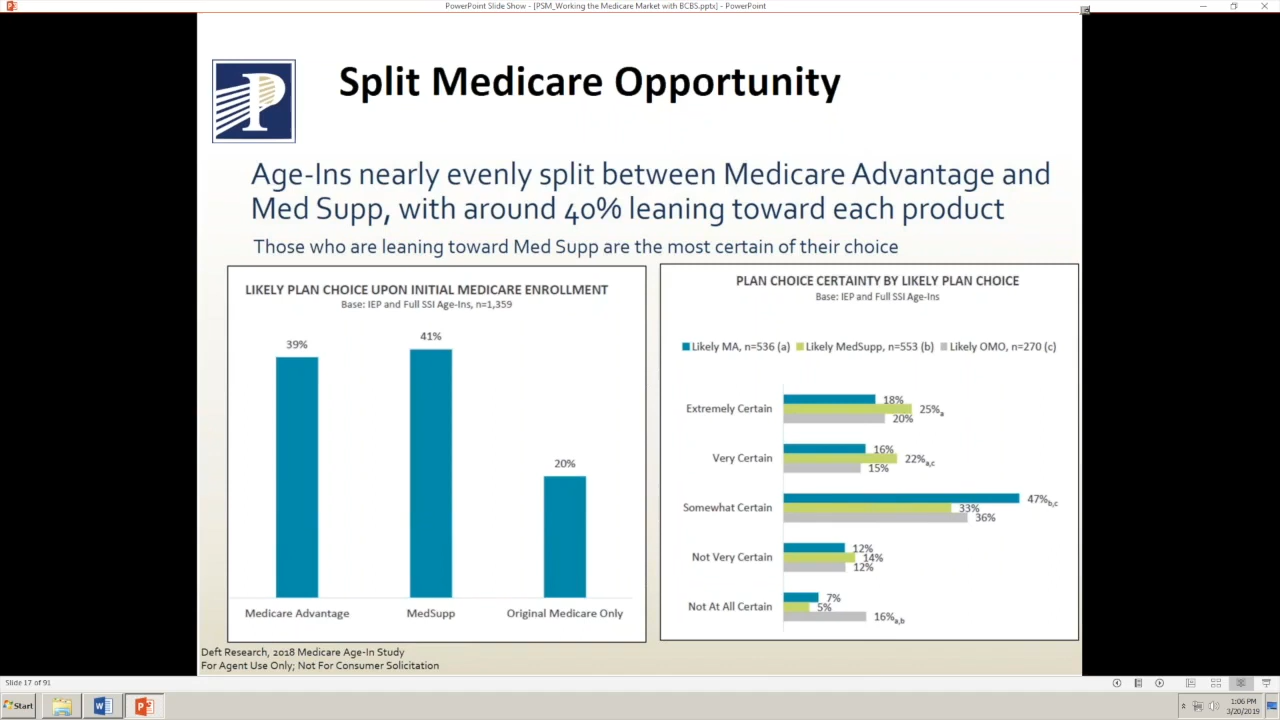 PowerPoint Slide Show - [PSM_Working the Medicare Market with BCBS.pptx] - PowerPoint
P
Split Medicare Opportunity
Age-Ins nearly evenly split between Medicare Advantage and
Med Supp, with around 40% leaning toward each product
Those who are leaning toward Med Supp are the most certain of their choice
LIKELY PLAN CHOICE UPON INITIAL MEDICARE ENROLLMENT
Base: IEP and Full SSI Age-Ins, n=1,359
39%
41%
20%
Medicare Advantage
MedSupp
Original Medicare Only
PLAN CHOICE CERTAINTY BY LIKELY PLAN CHOICE
Base: IEP and Full SSI Age-Ins
Likely MA, n=536 (a)
Likely MedSupp, n=553 (b)
Likely OMO, n=270 (c)
Extremely Certain
18%
25%a
20%
Very Certain
16%
22%a,c
15%
Somewhat Certain
47%b,c
33%
36%
Not Very Certain
12%
14%
12%
Not At All Certain
7%
5%
16%a,b
Deft Research, 2018 Medicare Age-In Study
For Agent Use Only; Not For Consumer Solicitation
Slide 17 of 91
Start
1:06 PM
3/20/2019